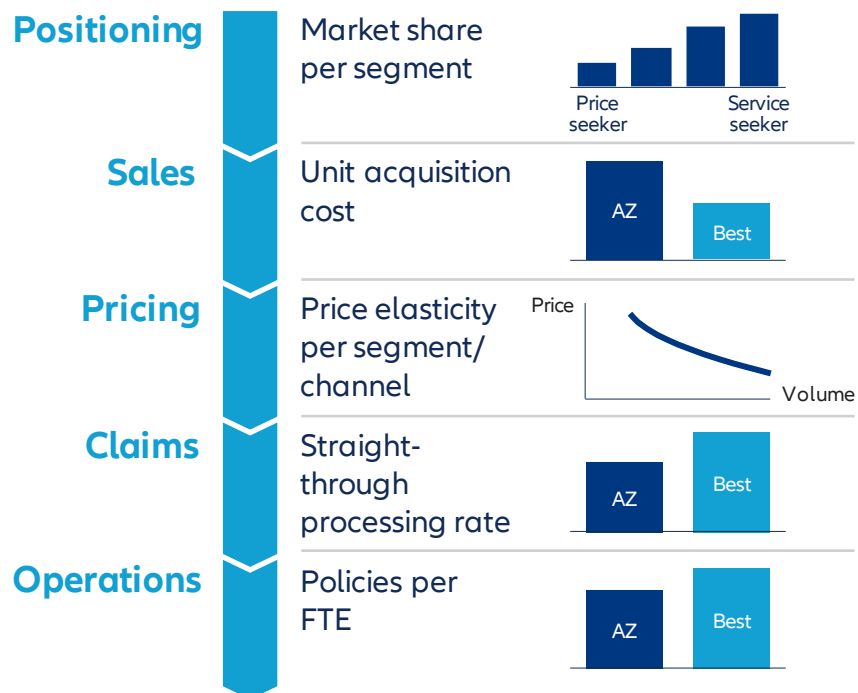 Positioning
Market share
per segment
Price
seeker
Service
seeker
Sales
Unit acquisition
cost
AZ
Best
Pricing
Price elasticity
per segment/
channel
Price
Volume
Claims
Straight-
through
processing rate
AZ
Best
Operations
Policies per
FTE
AZ
Best